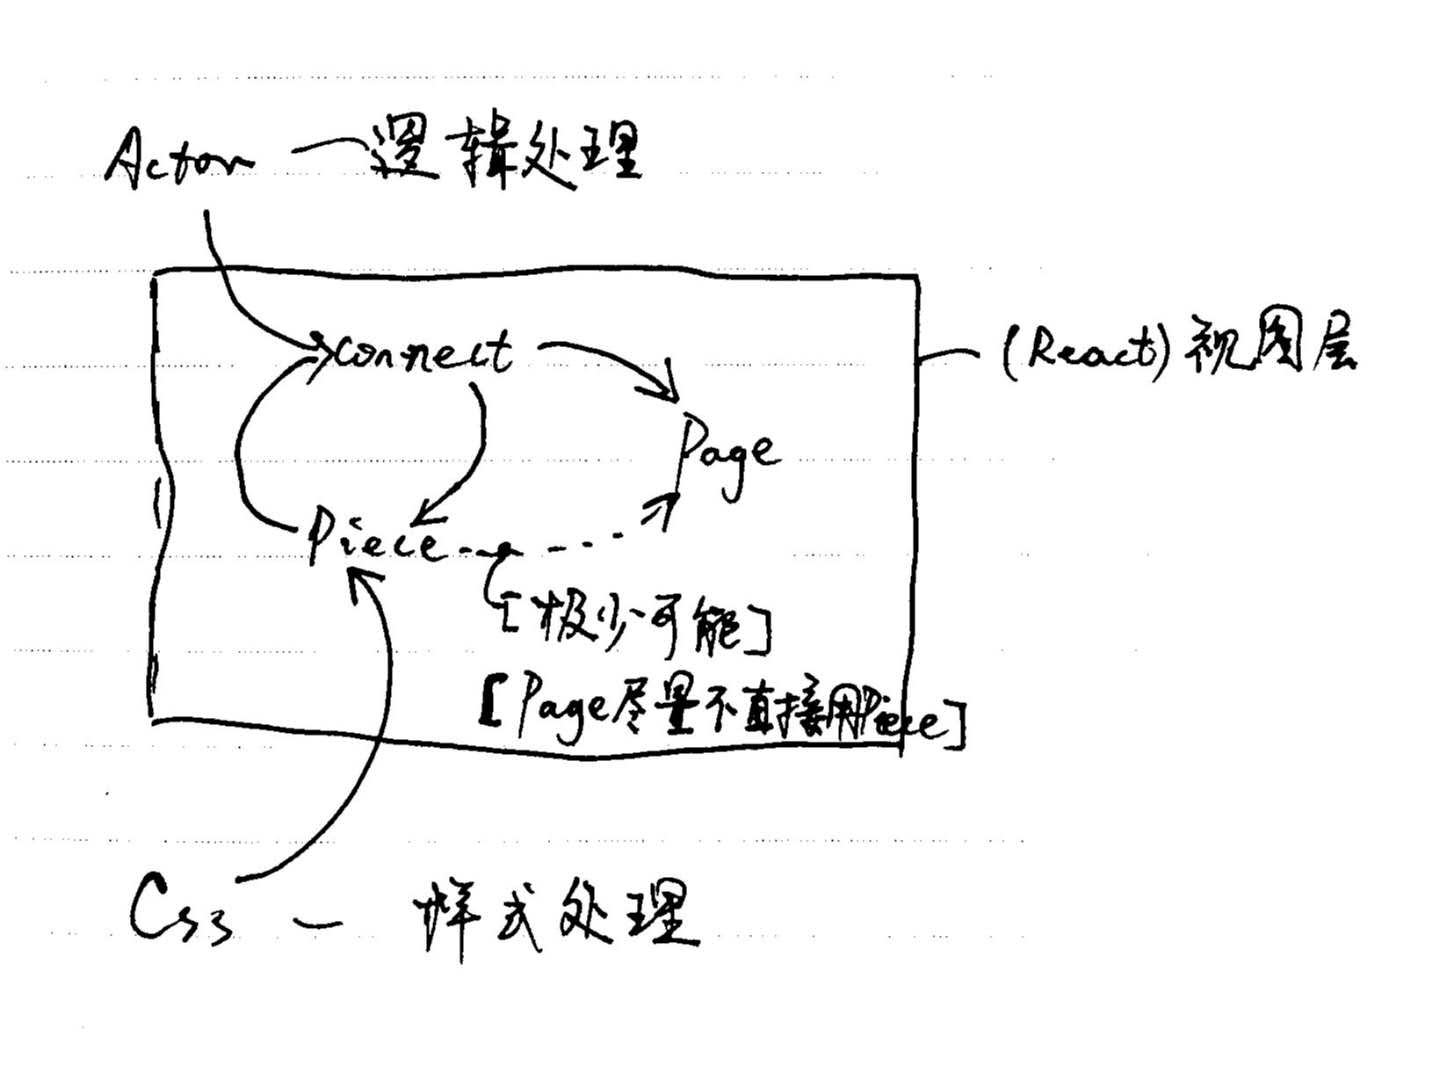 Actor — 逻辑处理
connect
(React) 视图层
Page
Piece
[极少可能]
[Page尽量不直接用Piece]
Css — 样式处理